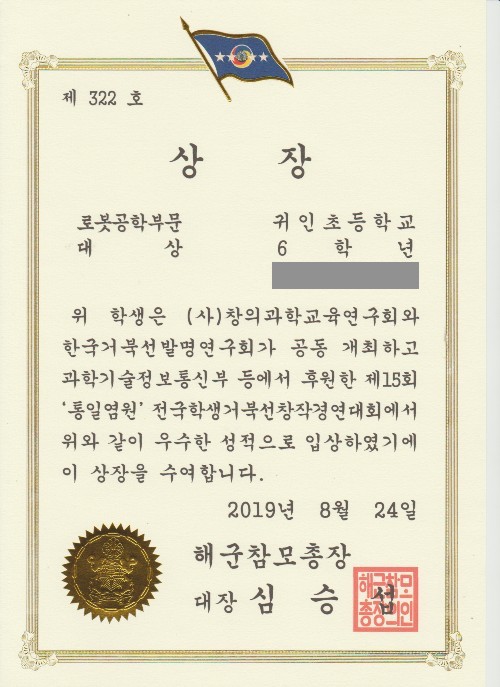 제 322 호
상 장
로봇공학부문 귀인초등학교
대 상 6 학 년
위 학생은 (사)창의과학교육연구회와
한국거북선발명연구회가 공동 개최하고
과학기술정보통신부 등에서 후원한 제15회
‘통일염원’ 전국학생거북선창작경연대회에서
위와 같이 우수한 성적으로 입상하였기에
이 상장을 수여합니다.
2019년 8월 24일
해군참모총장
대장 심 승 섭
해군참모
총장의인